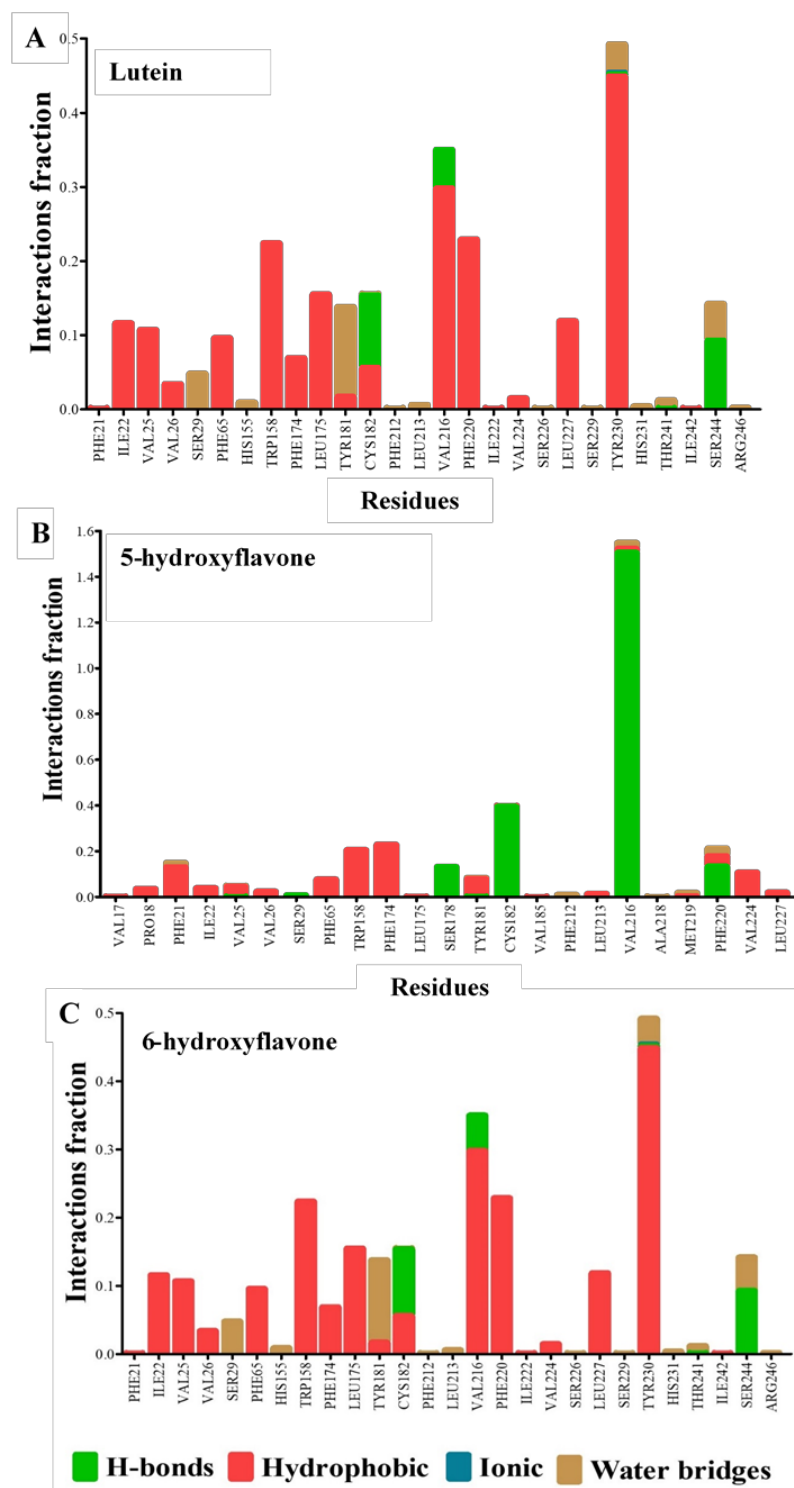 A
Lutein
Interactions fraction
0.5
0.4
0.3
0.2
0.1
0.0
PHE21
ILE22
VAL25
VAL26
SER29
PHE65
HIS155
TRP158
PHE174
LEU175
TYR181
CYS182
PHE212
LEU213
VAL216
PHE220
ILE222
VAL224
SER226
LEU227
SER229
TYR230
HIS231
THR241
ILE242
SER244
ARG246
Residues
B
5-hydroxyflavone
Interactions fraction
1.6
1.4
1.2
1.0
0.8
0.6
0.4
0.2
0.0
VAL17
PRO18
PHE21
ILE22
VAL25
VAL26
SER29
PHE65
TRP158
PHE174
LEU175
SER178
TYR181
CYS182
VAL185
PHE212
LEU213
VAL216
ALA218
MET219
PHE220
VAL224
LEU227
Residues
C
6-hydroxyflavone
Interactions fraction
0.5
0.4
0.3
0.2
0.1
0.0
PHE21
ILE22
VAL25
VAL26
SER29
PHE65
HIS155
TRP158
PHE174
LEU175
TYR181
CYS182
PHE212
LEU213
VAL216
PHE220
ILE222
VAL224
SER226
LEU227
SER229
TYR230
HIS231
THR241
ILE242
SER244
ARG246
H-bonds Hydrophobic Ionic Water bridges